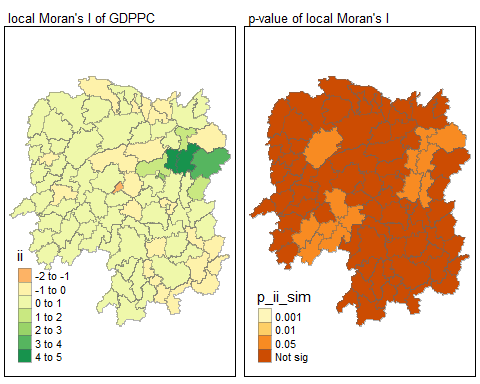 local Moran's I of GDPPC
ii
-2 to -1
-1 to 0
0 to 1
1 to 2
2 to 3
3 to 4
4 to 5
p-value of local Moran's I
p_ii_sim
0.001
0.01
0.05
Not sig